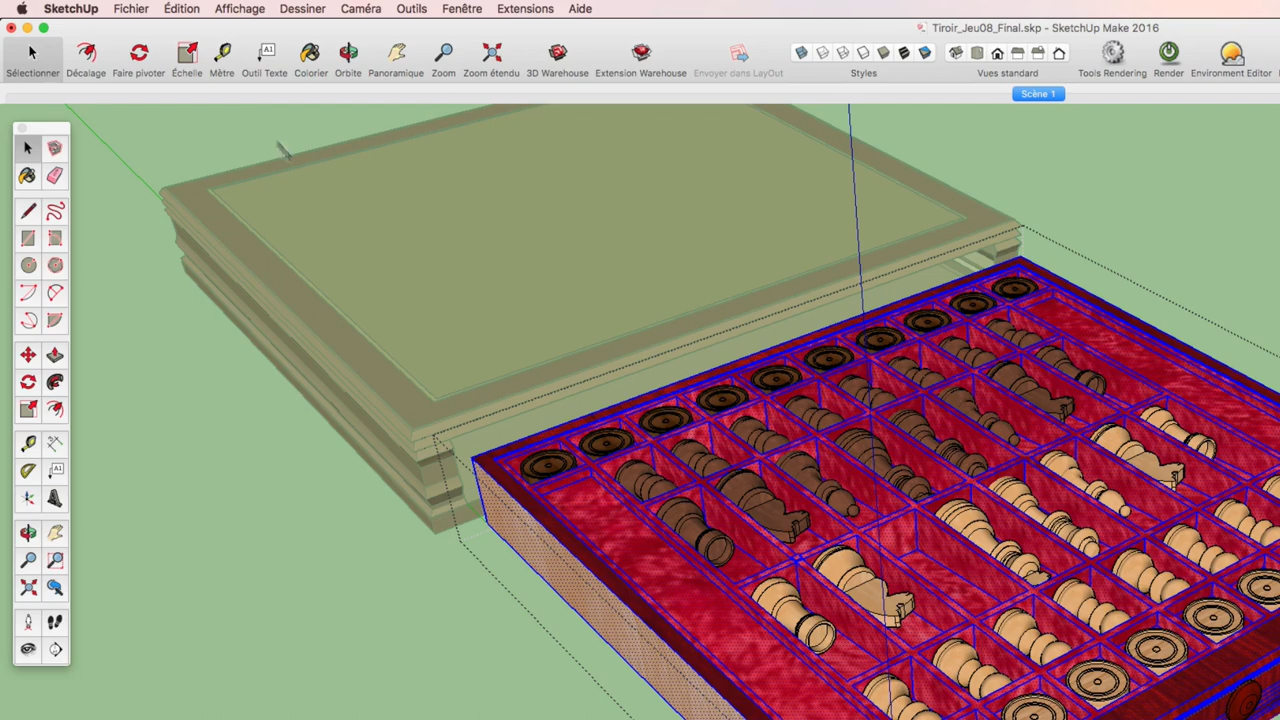 SketchUp Fichier Édition Affichage Dessiner Caméra Outils Fenêtre Extensions Aide
Tiroir_Jeu08_Final.skp - SketchUp Make 2016
Sélectionner Décalage Faire pivoter Échelle Mètre Outil Texte Colorier Orbite Panoramique Zoom Zoom étendu 3D Warehouse Extension Warehouse Envoyer dans LayOut Styles Vues standard Tools Rendering Render Environment Editor
Scène 1